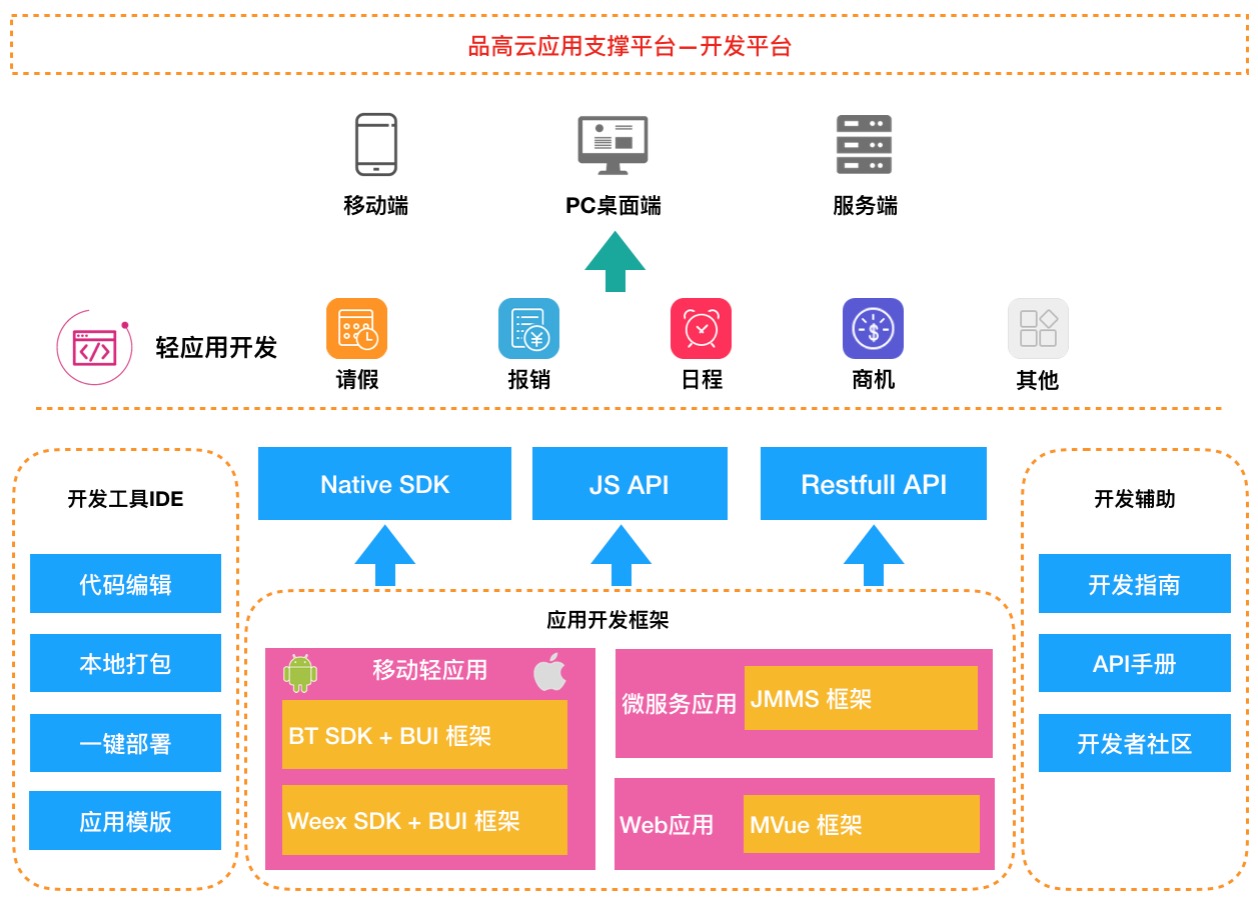 品高云应用支撑平台—开发平台
移动端
PC桌面端
服务端
轻应用开发
请假
报销
日程
商机
其他
开发工具IDE
代码编辑
本地打包
一键部署
应用模版
Native SDK
JS API
Restfull API
应用开发框架
移动轻应用
BT SDK + BUI 框架
Weex SDK + BUI 框架
微服务应用
JMMS 框架
Web应用
MVue 框架
开发辅助
开发指南
API手册
开发者社区